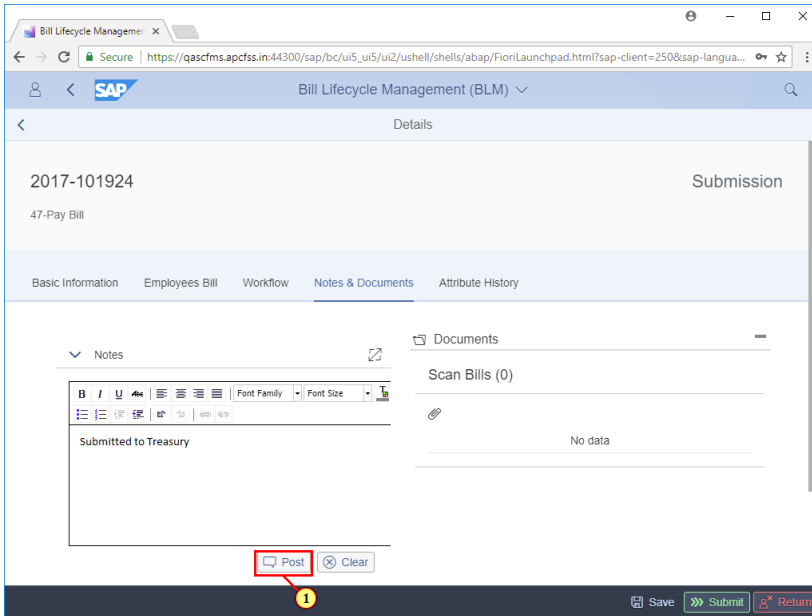 Bill Lifecycle Managemen
Secure | https://qascfms.apcfss.in:44300/sap/bc/ui5_ui5/ui2/ushell/shells/abap/FioriLaunchpad.html?sap-client=250&sap-langua...
SAP Bill Lifecycle Management (BLM)
Details
2017-101924 Submission
47-Pay Bill
Basic Information Employees Bill Workflow Notes & Documents Attribute History
Documents
Notes
Scan Bills (0)
B I U Abc Font Family Font Size T
Submitted to Treasury
No data
Post Clear
1
Save Submit Return